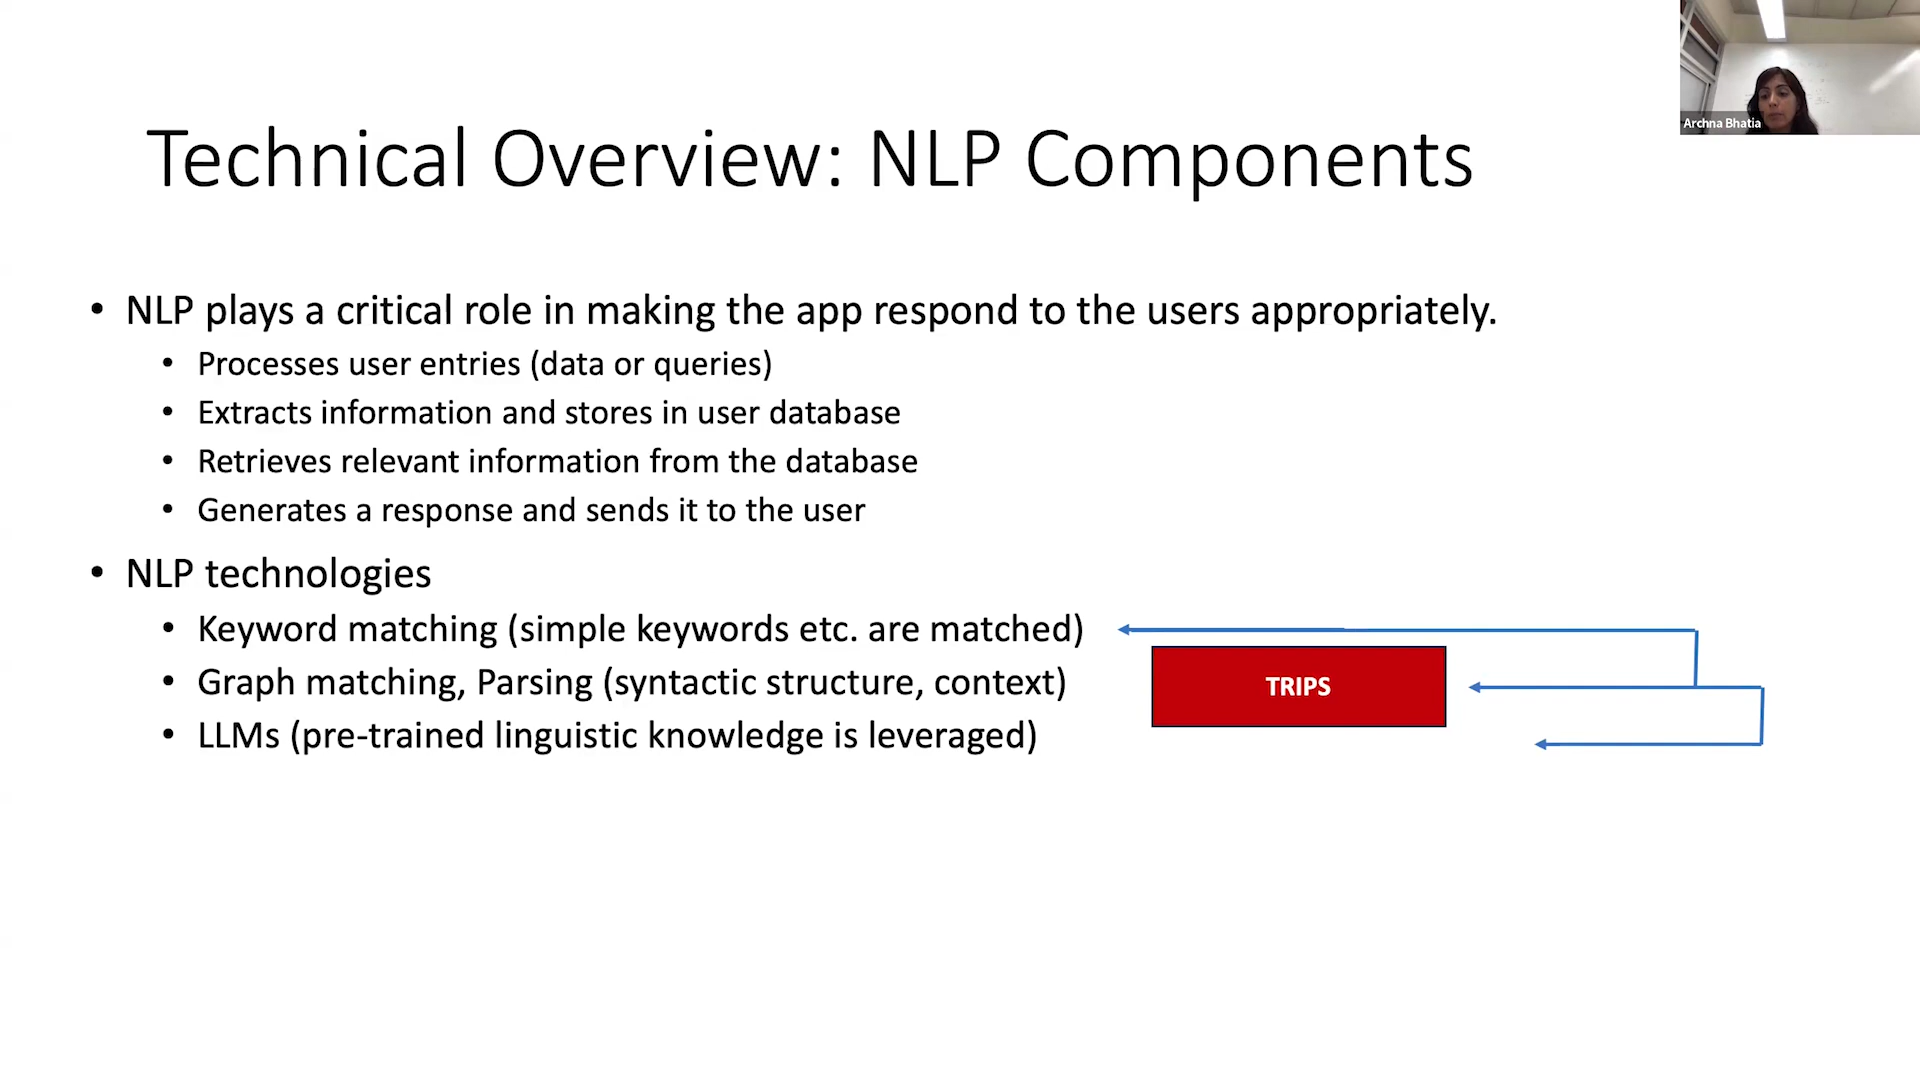 Archna Bhatia
Technical Overview: NLP Components
• NLP plays a critical role in making the app respond to the users appropriately.
• Processes user entries (data or queries)
• Extracts information and stores in user database
• Retrieves relevant information from the database
• Generates a response and sends it to the user
• NLP technologies
• Keyword matching (simple keywords etc. are matched)
• Graph matching, Parsing (syntactic structure, context)
TRIPS
• LLMs (pre-trained linguistic knowledge is leveraged)